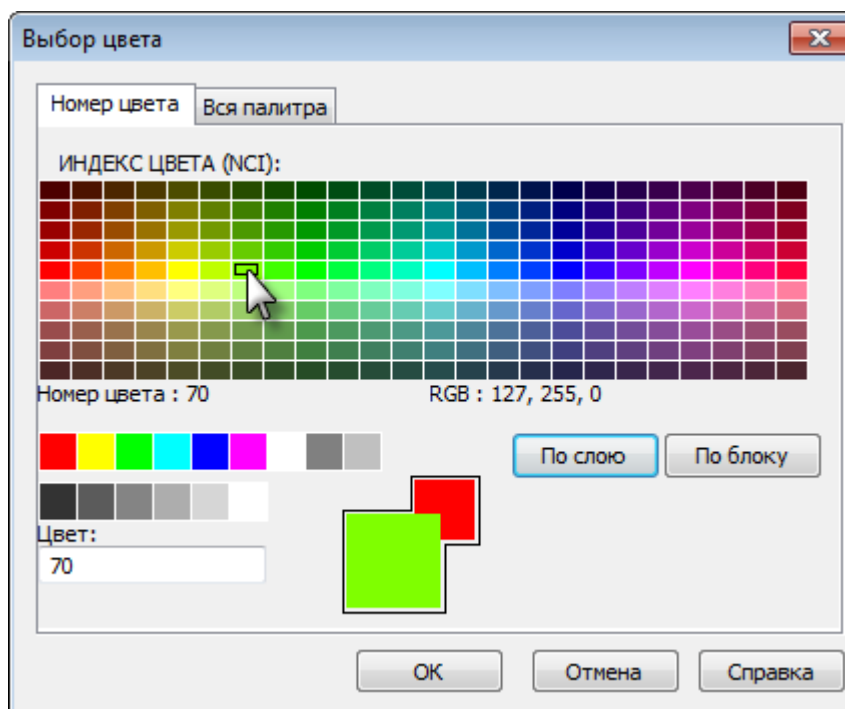 Выбор цвета
Номер цвета Вся палитра
ИНДЕКС ЦВЕТА (NCI):
Номер цвета : 70 RGB : 127, 255, 0
По слою По блоку
Цвет:
70
ОК Отмена Справка